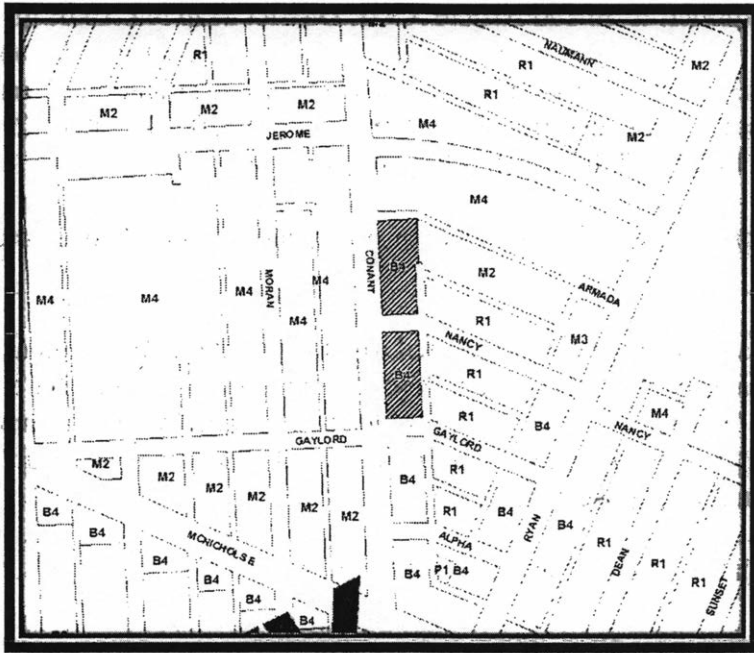 R1
NAUMANN
R1
M2
R1
M2
M2
M2
M4
M2
JEROME
M4
B4
CONANT
M2
ARMADA
M4
M4
M4
MORAN
M4
M4
R1
NANCY
M3
B4
R1
M4
R1
B4
NANCY
GAYLORD
GAYLORD
M2
M2
M2
M2
M2
M2
B4
R1
B4
B4
R1
B4
RYAN
B4
R1
DEAN
R1
R1
SUNSET
MCNICHOLS E
ALPHA
B4
B4
B4
B4
B4
P1
B4